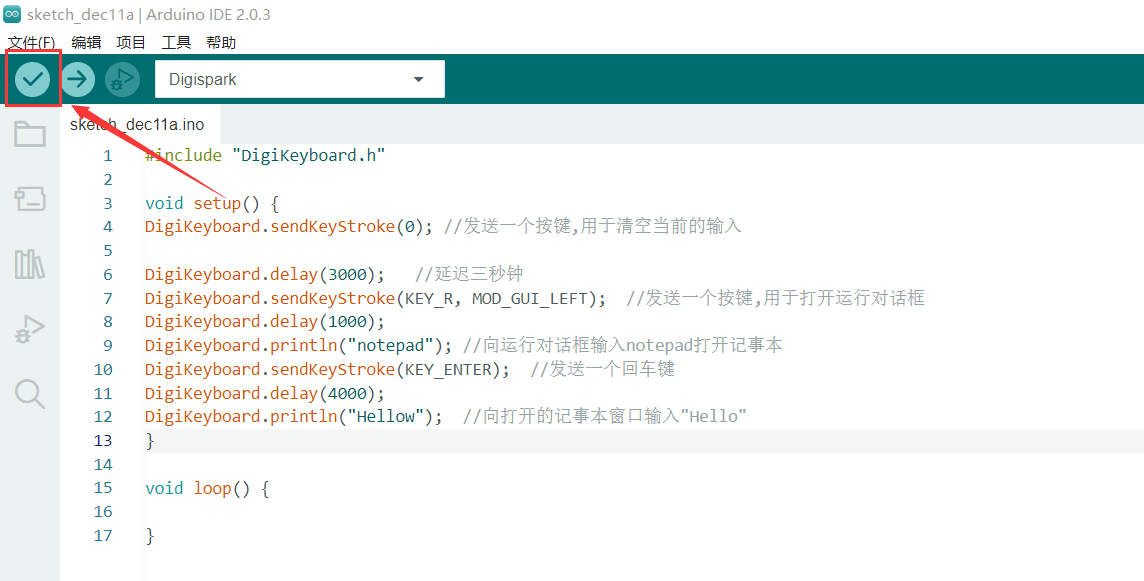 sketch_dec11a | Arduino IDE 2.0.3
文件(F) 编辑 项目 工具 帮助
Digispark
sketch_dec11a.ino
1 #include "DigiKeyboard.h"
2
3 void setup() {
4 DigiKeyboard.sendKeyStroke(0); //发送一个按键,用于清空当前的输入
5
6 DigiKeyboard.delay(3000);   //延迟三秒钟
7 DigiKeyboard.sendKeyStroke(KEY_R, MOD_GUI_LEFT);  //发送一个按键,用于打开运行对话框
8 DigiKeyboard.delay(1000);
9 DigiKeyboard.println("notepad"); //向运行对话框输入notepad打开记事本
10 DigiKeyboard.sendKeyStroke(KEY_ENTER);  //发送一个回车键
11 DigiKeyboard.delay(4000);
12 DigiKeyboard.println("Hellow");  //向打开的记事本窗口输入"Hello"
13 }
14
15 void loop() {
16
17 }